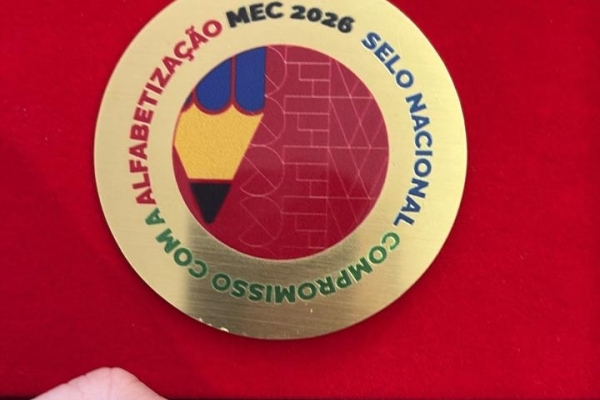 MEC 2026
SELO NACIONAL
COMPROMISSO COM A
ALFABETIZAÇÃO